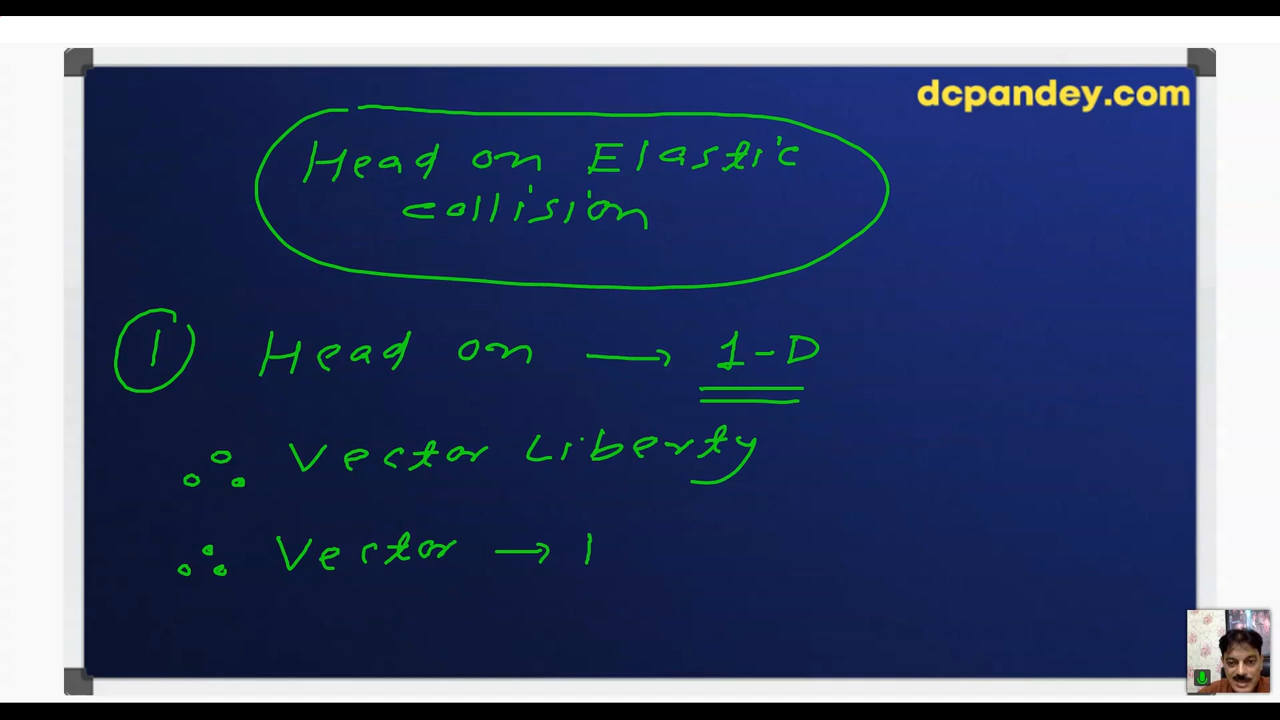 dcpandey.com
Head on Elastic
collision
1 Head on → 1-D
∴ Vector Liberty
∴ Vector → 1